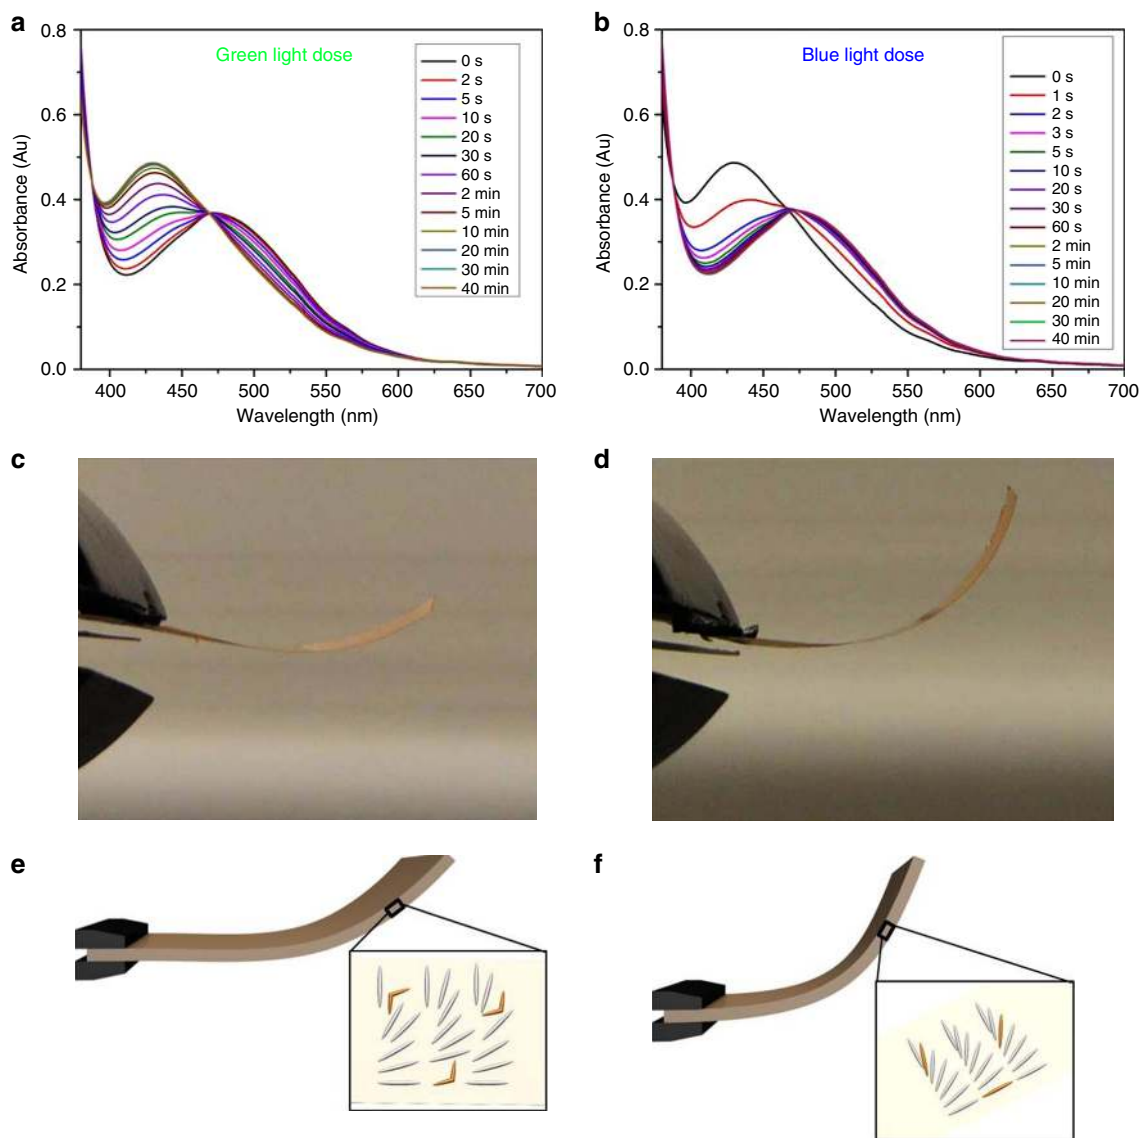 a
Green light dose
0.8
0.6
0.4
0.2
0.0
Absorbance (Au)
400 450 500 550 600 650 700
Wavelength (nm)
0 s
2 s
5 s
10 s
20 s
30 s
60 s
2 min
5 min
10 min
20 min
30 min
40 min
b
Blue light dose
0.8
0.6
0.4
0.2
0.0
Absorbance (Au)
400 450 500 550 600 650 700
Wavelength (nm)
0 s
1 s
2 s
3 s
5 s
10 s
20 s
30 s
60 s
2 min
5 min
10 min
20 min
30 min
40 min
c
d
e
f